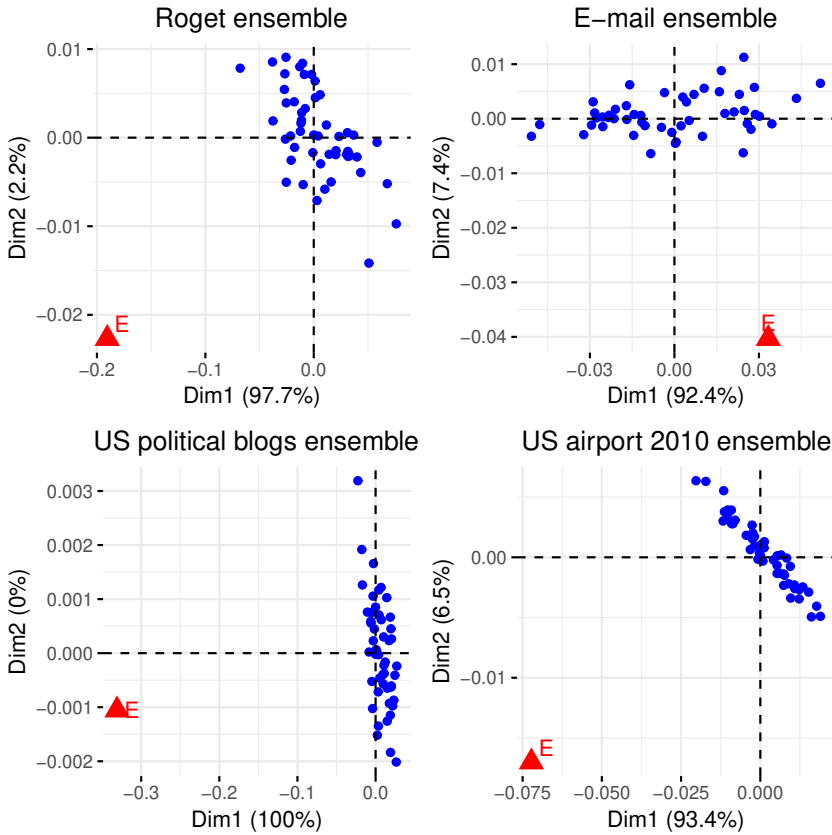 Roget ensemble
0.01
0.00
−0.01
−0.02
−0.2
−0.1
0.0
Dim2 (2.2%)
Dim1 (97.7%)
E
E−mail ensemble
0.01
0.00
−0.01
−0.02
−0.03
−0.04
−0.03
0.00
0.03
Dim2 (7.4%)
Dim1 (92.4%)
E
US political blogs ensemble
0.003
0.002
0.001
0.000
−0.001
−0.002
−0.3
−0.2
−0.1
0.0
Dim2 (0%)
Dim1 (100%)
E
US airport 2010 ensemble
0.00
−0.01
−0.075
−0.050
−0.025
0.000
Dim2 (6.5%)
Dim1 (93.4%)
E